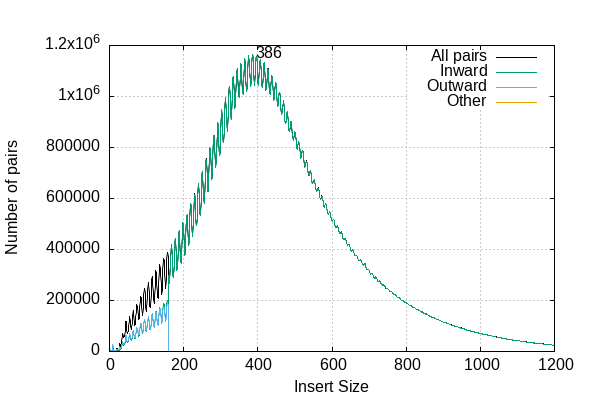 1.2x10^6
1x10^6
800000
600000
400000
200000
0
0
200
400
600
800
1000
1200
Number of pairs
Insert Size
386
All pairs
Inward
Outward
Other